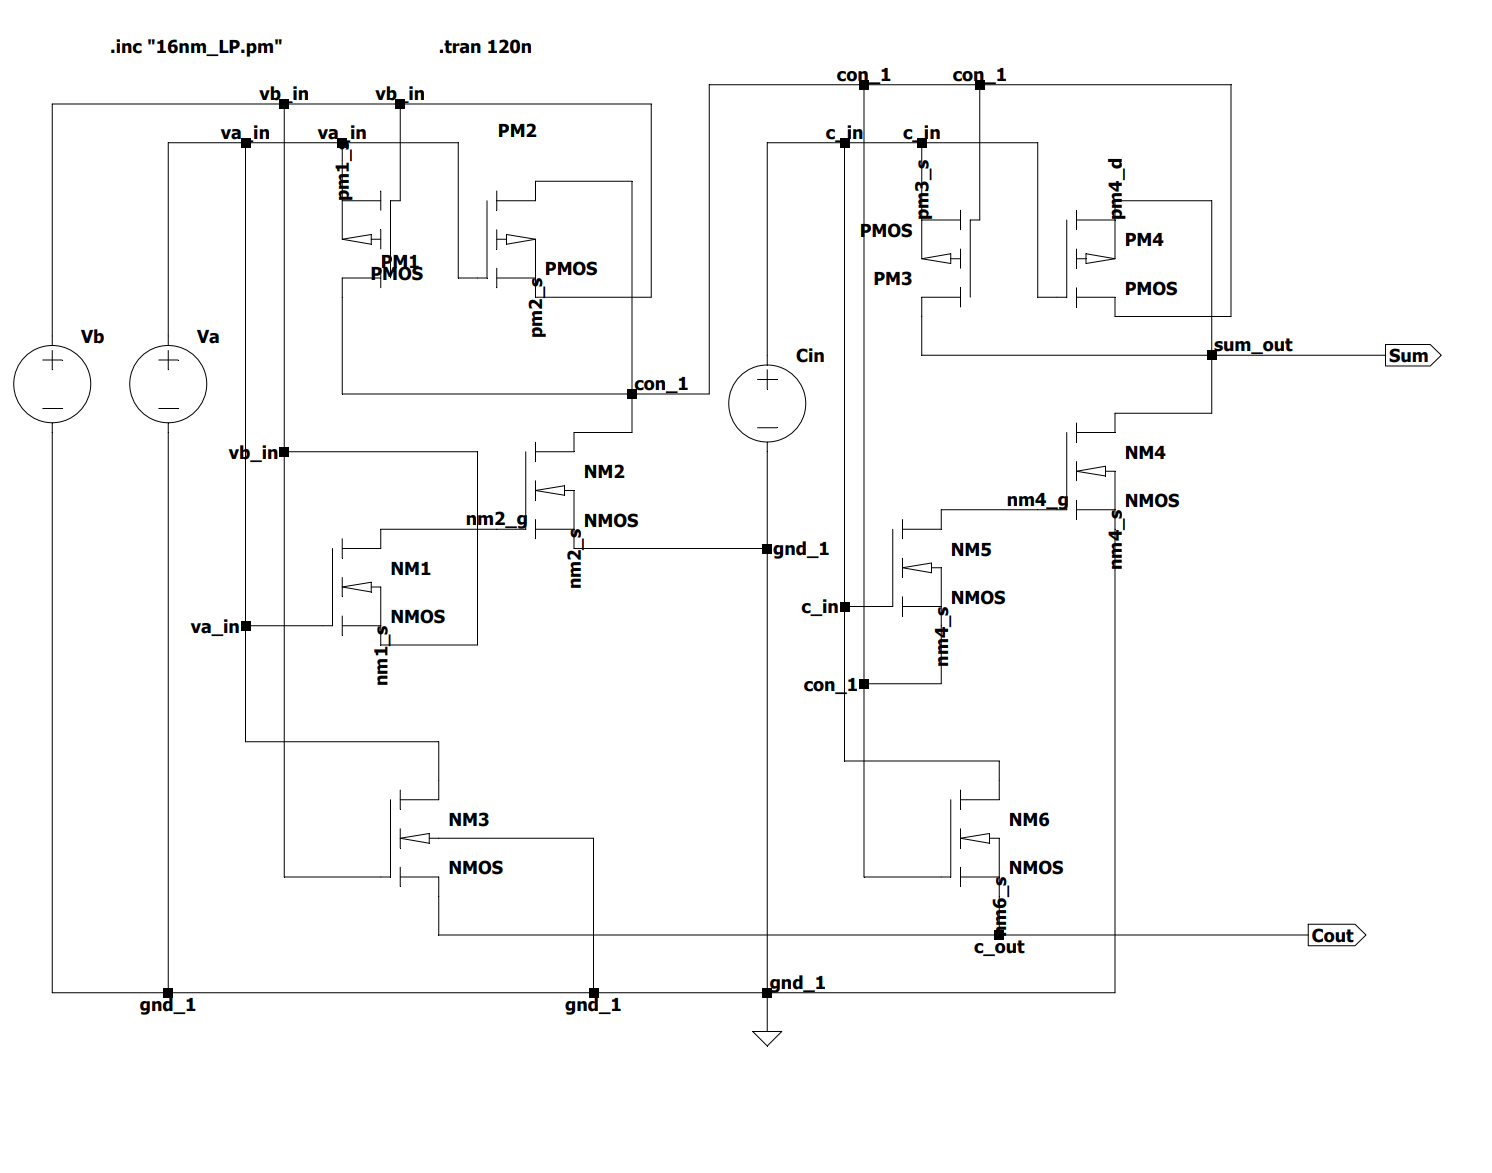 .inc "16nm_LP.pm"
.tran 120n
con_1
con_1
vb_in
vb_in
va_in
va_in
PM2
c_in
c_in
pm1_s
pm3_s
pm4_d
PMOS
PM4
PM1
PMOS
PMOS
PM3
PMOS
pm2_s
Vb
Va
Cin
sum_out
Sum
con_1
vb_in
NM2
NM4
nm2_g
NMOS
nm4_g
NMOS
nm2_s
gnd_1
nm4_s
NM1
NM5
NMOS
NMOS
c_in
va_in
nm1_s
nm4_s
con_1
NM3
NM6
NMOS
NMOS
nm6_s
c_out
Cout
gnd_1
gnd_1
gnd_1